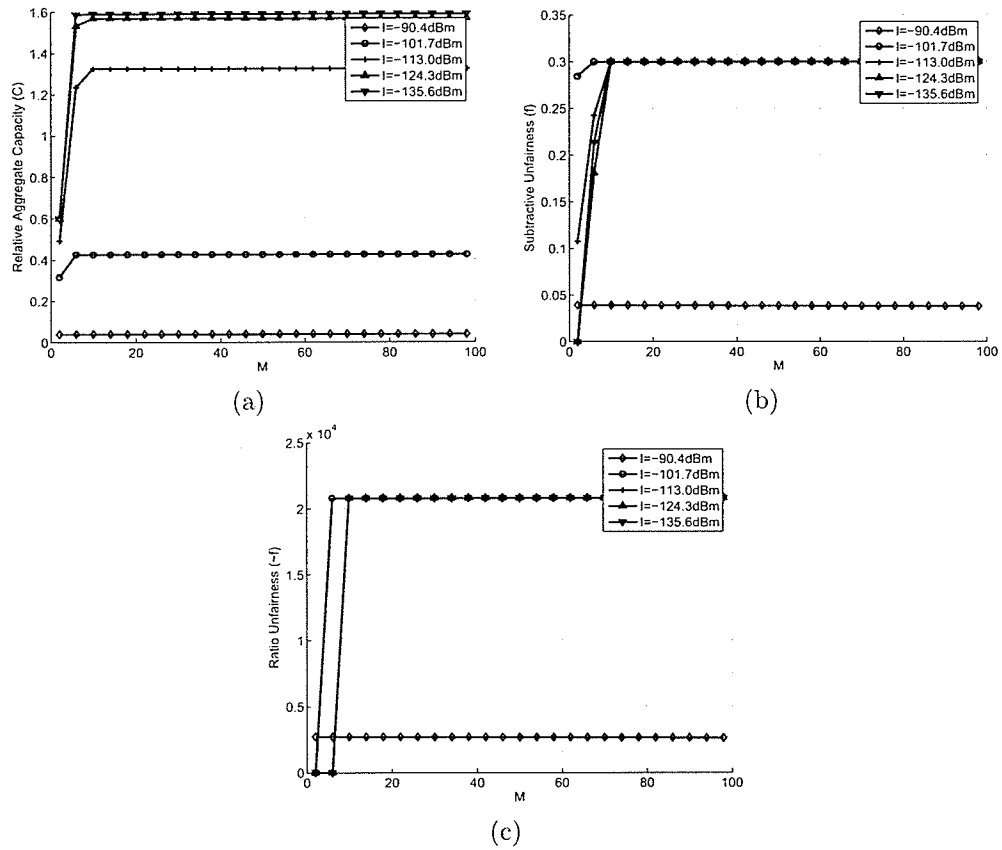 1.6
1.4
1.2
1
0.8
0.6
0.4
0.2
0
Relative Aggregate Capacity (C)
I=−90.4dBm
I=−101.7dBm
I=−113.0dBm
I=−124.3dBm
I=−135.6dBm
0 20 40 60 80 100
M
(a)
0.35
0.3
0.25
0.2
0.15
0.1
0.05
0
Subtractive Unfairness (f)
I=−90.4dBm
I=−101.7dBm
I=−113.0dBm
I=−124.3dBm
I=−135.6dBm
0 20 40 60 80 100
M
(b)
x 10^4
2.5
2
1.5
1
0.5
0
Ratio Unfairness (~f)
I=−90.4dBm
I=−101.7dBm
I=−113.0dBm
I=−124.3dBm
I=−135.6dBm
0 20 40 60 80 100
M
(c)